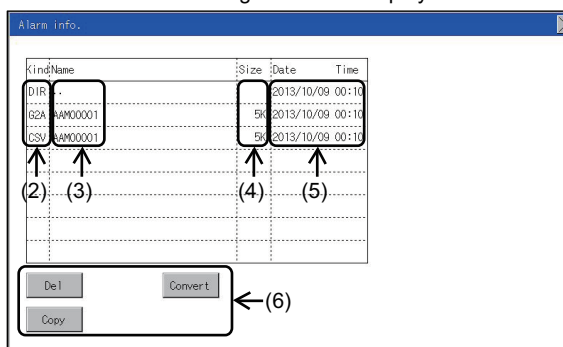 Alarm info.
Kind Name Size Date Time
DIR .. 2013/10/09 00:10
G2A AAM00001 5K 2013/10/09 00:10
CSV AAM00001 5K 2013/10/09 00:10
(2) (3) (4) (5)
Del Convert
(6)
Copy